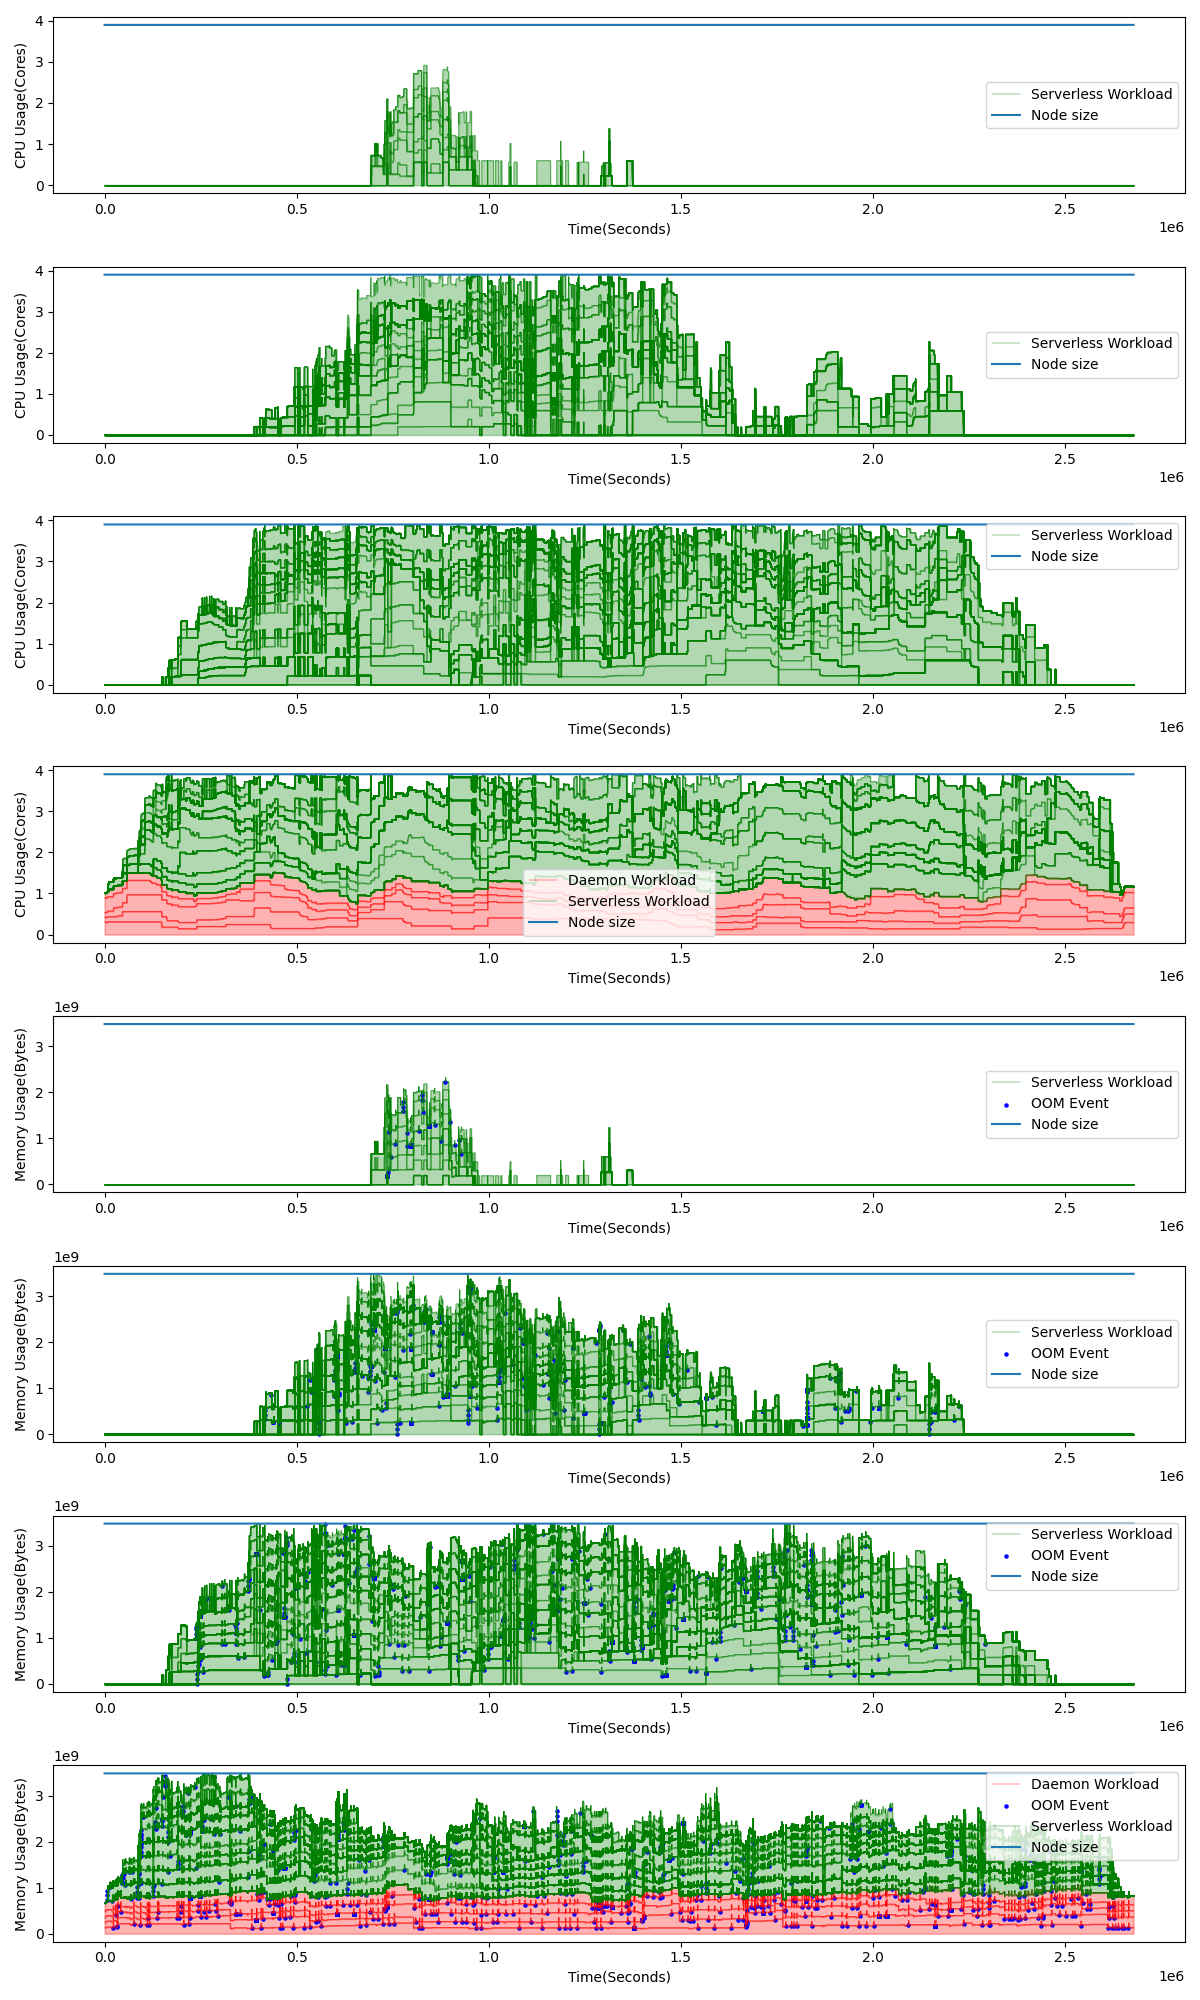 4
3
2
1
0
CPU Usage(Cores)
Serverless Workload
Node size
0.0 0.5 1.0 1.5 2.0 2.5
Time(Seconds)
1e6
4
3
2
1
0
CPU Usage(Cores)
Serverless Workload
Node size
0.0 0.5 1.0 1.5 2.0 2.5
Time(Seconds)
1e6
4
3
2
1
0
CPU Usage(Cores)
Serverless Workload
Node size
0.0 0.5 1.0 1.5 2.0 2.5
Time(Seconds)
1e6
4
3
2
1
0
CPU Usage(Cores)
Daemon Workload
Serverless Workload
Node size
0.0 0.5 1.0 1.5 2.0 2.5
Time(Seconds)
1e6
1e9
3
2
1
0
Memory Usage(Bytes)
Serverless Workload
OOM Event
Node size
0.0 0.5 1.0 1.5 2.0 2.5
Time(Seconds)
1e6
1e9
3
2
1
0
Memory Usage(Bytes)
Serverless Workload
OOM Event
Node size
0.0 0.5 1.0 1.5 2.0 2.5
Time(Seconds)
1e6
1e9
3
2
1
0
Memory Usage(Bytes)
Serverless Workload
OOM Event
Node size
0.0 0.5 1.0 1.5 2.0 2.5
Time(Seconds)
1e6
1e9
3
2
1
0
Memory Usage(Bytes)
Daemon Workload
OOM Event
Serverless Workload
Node size
0.0 0.5 1.0 1.5 2.0 2.5
Time(Seconds)
1e6